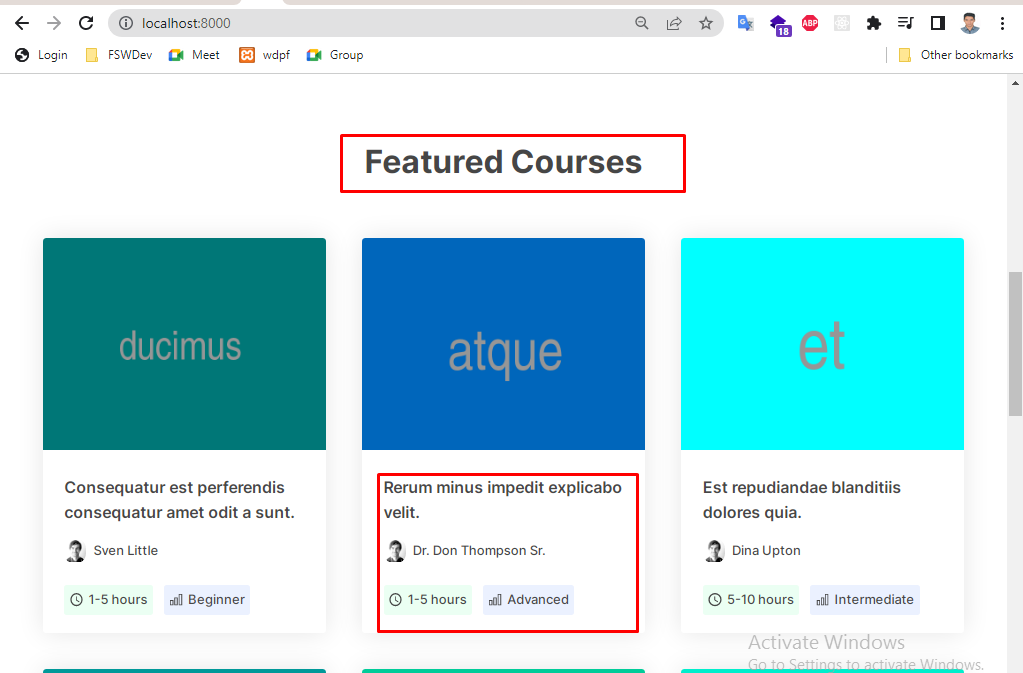 localhost:8000
18
ABP
Login
FSWDev
Meet
wdpf
Group
Other bookmarks
Featured Courses
ducimus
atque
et
Consequatur est perferendis
consequatur amet odit a sunt.
Sven Little
1-5 hours
Beginner
Rerum minus impedit explicabo
velit.
Dr. Don Thompson Sr.
1-5 hours
Advanced
Est repudiandae blanditiis
dolores quia.
Dina Upton
5-10 hours
Intermediate
Activate Windows
Go to Settings to activate Windows.